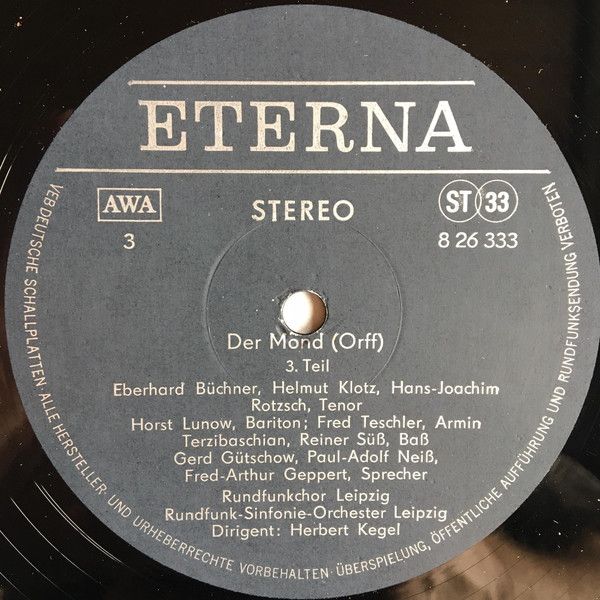 ETERNA
AWA
STEREO
ST 33
3
8 26 333
Der Mond (Orff)
3. Teil
Eberhard Büchner, Helmut Klotz, Hans-Joachim
Rotzsch, Tenor
Horst Lunow, Bariton; Fred Teschler, Armin
Terzibaschian, Reiner Süß, Baß
Gerd Gütschow, Paul-Adolf Neiß,
Fred-Arthur Geppert, Sprecher
Rundfunkchor Leipzig
Rundfunk-Sinfonie-Orchester Leipzig
Dirigent: Herbert Kegel
VEB DEUTSCHE SCHALLPLATTEN · ALLE HERSTELLER- UND URHEBERRECHTE VORBEHALTEN · ÜBERSPIELUNG, ÖFFENTLICHE AUFFÜHRUNG UND RUNDFUNKSENDUNG VERBOTEN